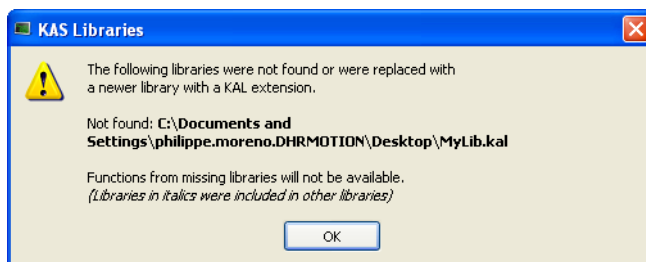 KAS Libraries
The following libraries were not found or were replaced with
a newer library with a KAL extension.
Not found: C:\Documents and
Settings\philippe.moreno.DHRMOTION\Desktop\MyLib.kal
Functions from missing libraries will not be available.
(Libraries in italics were included in other libraries)
OK